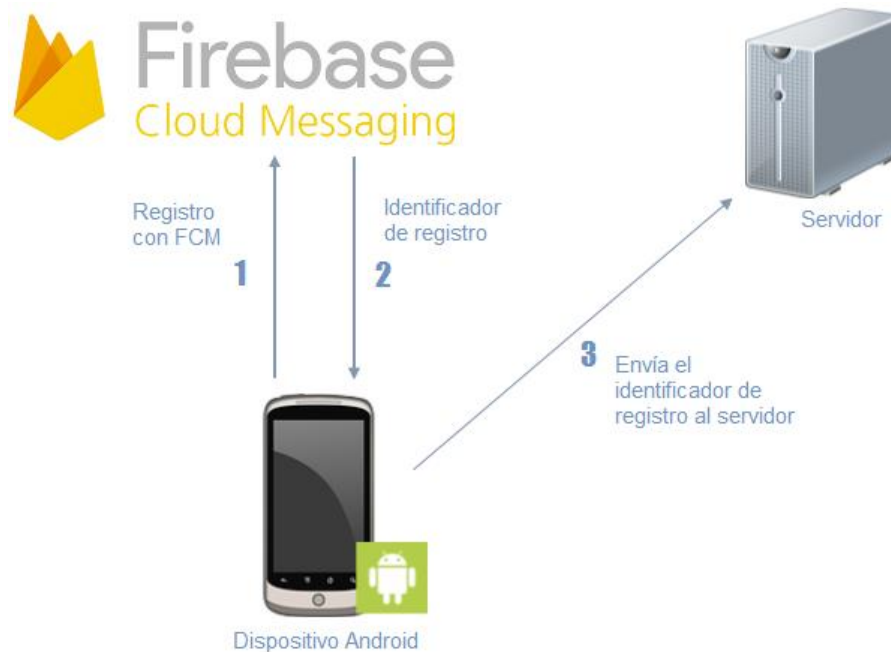 Firebase
Cloud Messaging
Registro
con FCM
1
Identificador
de registro
2
Servidor
3
Envía el
identificador de
registro al servidor
Dispositivo Android